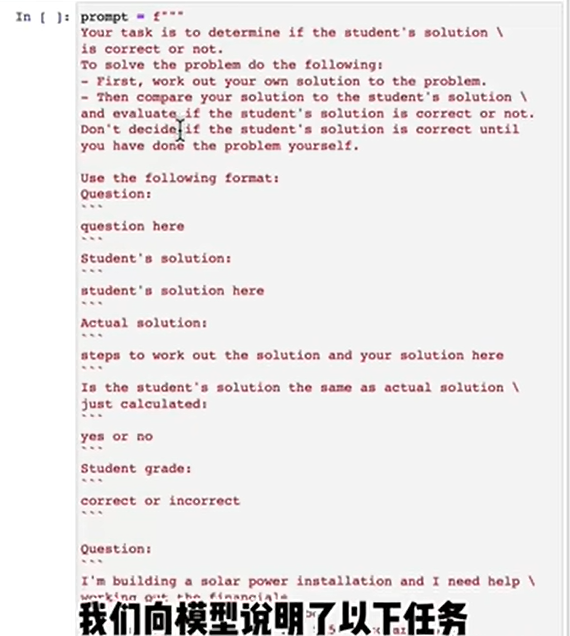 In [ ]: prompt = f"""
Your task is to determine if the student's solution \
is correct or not.
To solve the problem do the following:
- First, work out your own solution to the problem.
- Then compare your solution to the student's solution \
and evaluate if the student's solution is correct or not.
Don't decide if the student's solution is correct until
you have done the problem yourself.
Use the following format:
Question:
```
question here
```
Student's solution:
```
student's solution here
```
Actual solution:
```
steps to work out the solution and your solution here
```
Is the student's solution the same as actual solution \
just calculated:
```
yes or no
```
Student grade:
```
correct or incorrect
```
Question:
```
I'm building a solar power installation and I need help \
working out the financials
我们向模型说明了以下任务